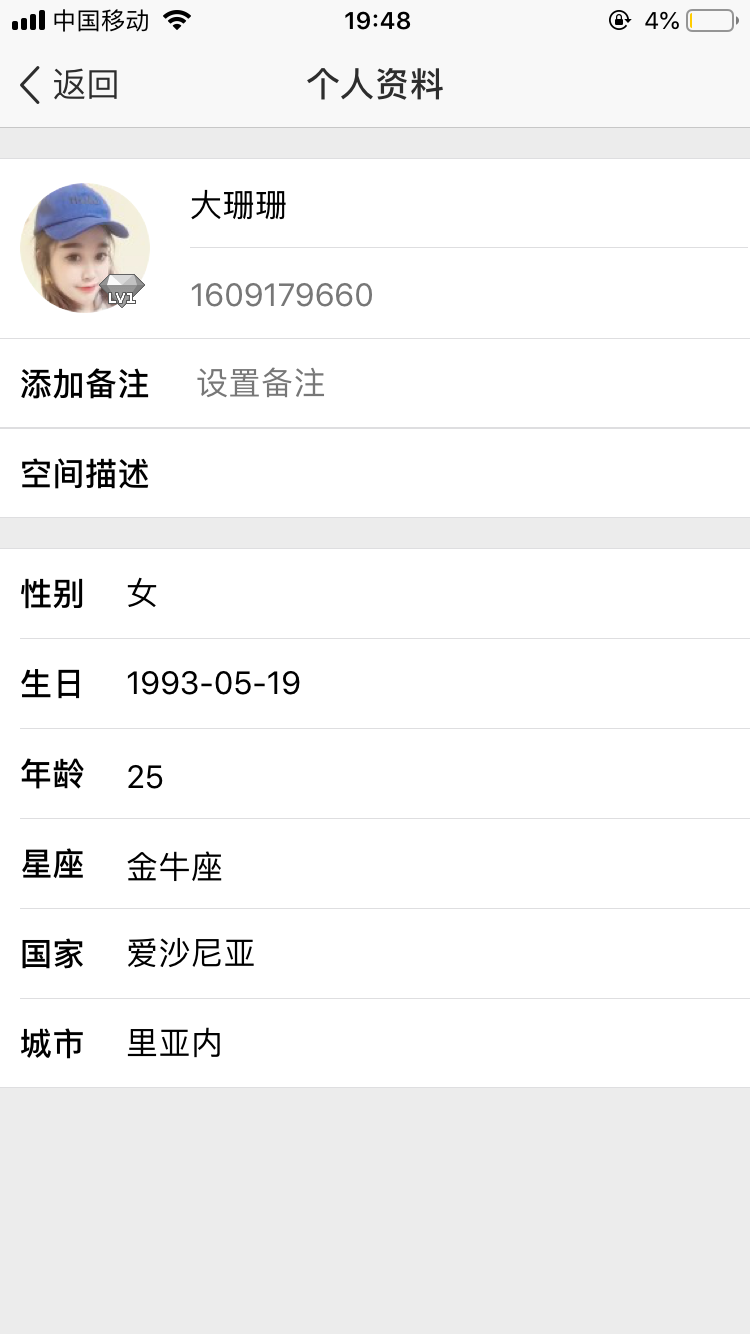 中国移动 19:48 4%
返回 个人资料
大珊珊
LV1
1609179660
添加备注 设置备注
空间描述
性别 女
生日 1993-05-19
年龄 25
星座 金牛座
国家 爱沙尼亚
城市 里亚内